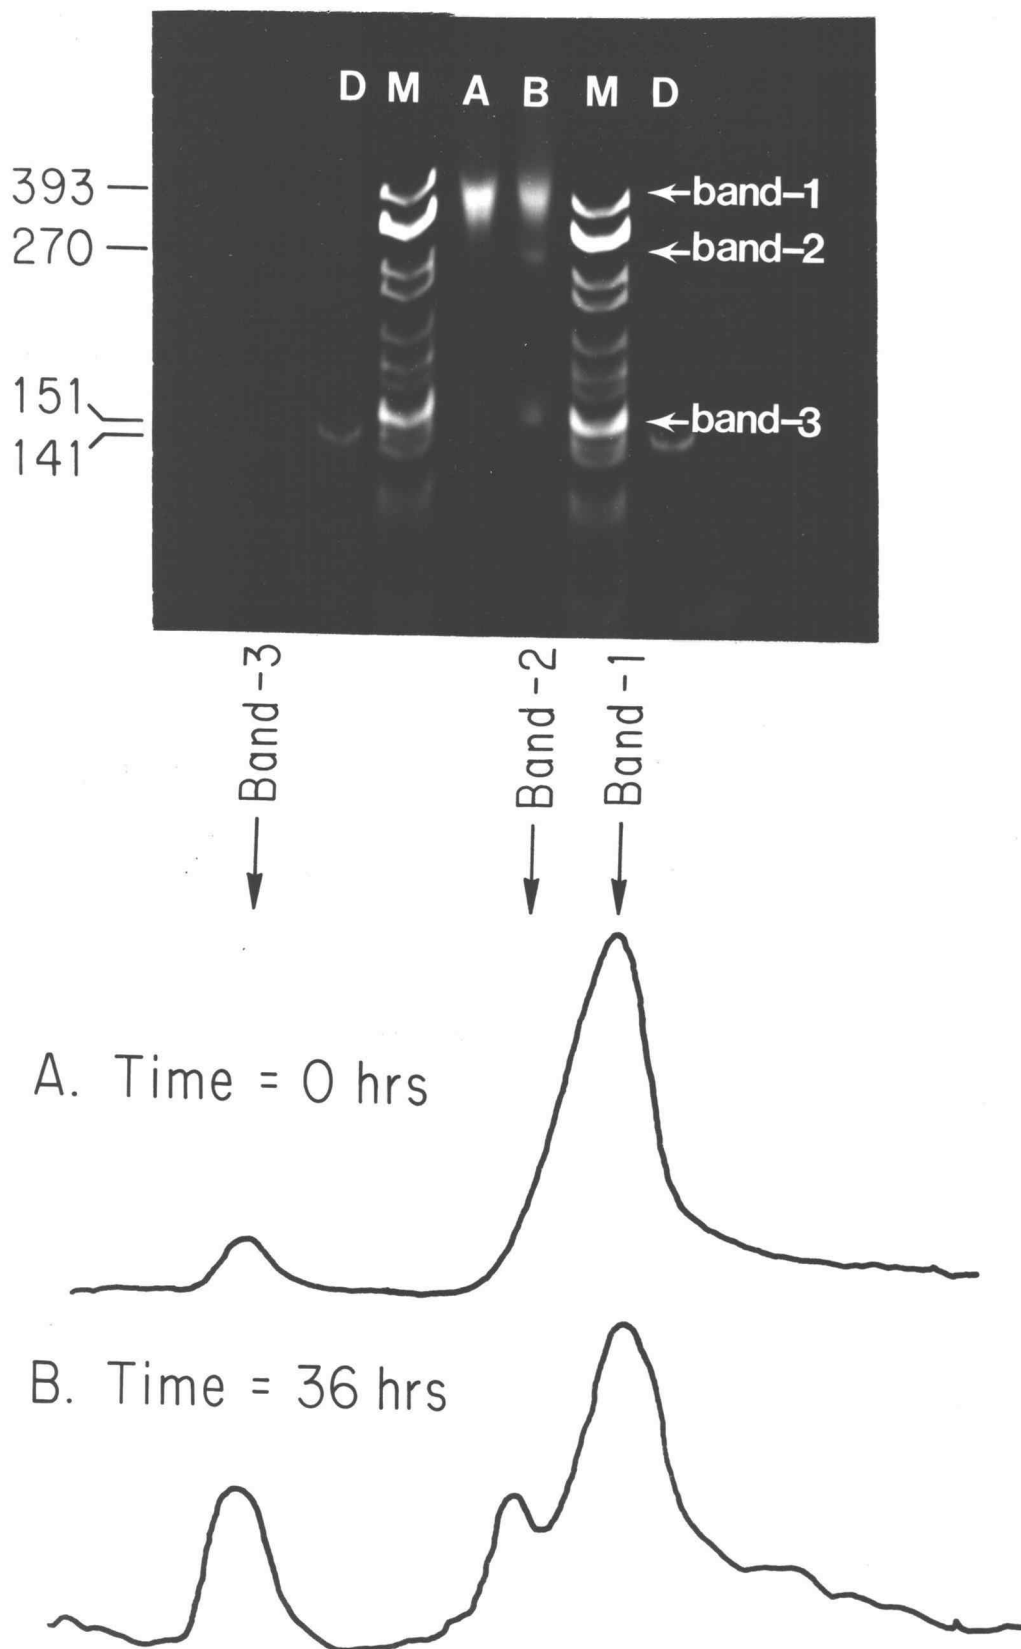 D M A B M D
393
270
151
141
←band-1
←band-2
←band-3
Band-3
Band-2
Band-1
A. Time = 0 hrs
B. Time = 36 hrs